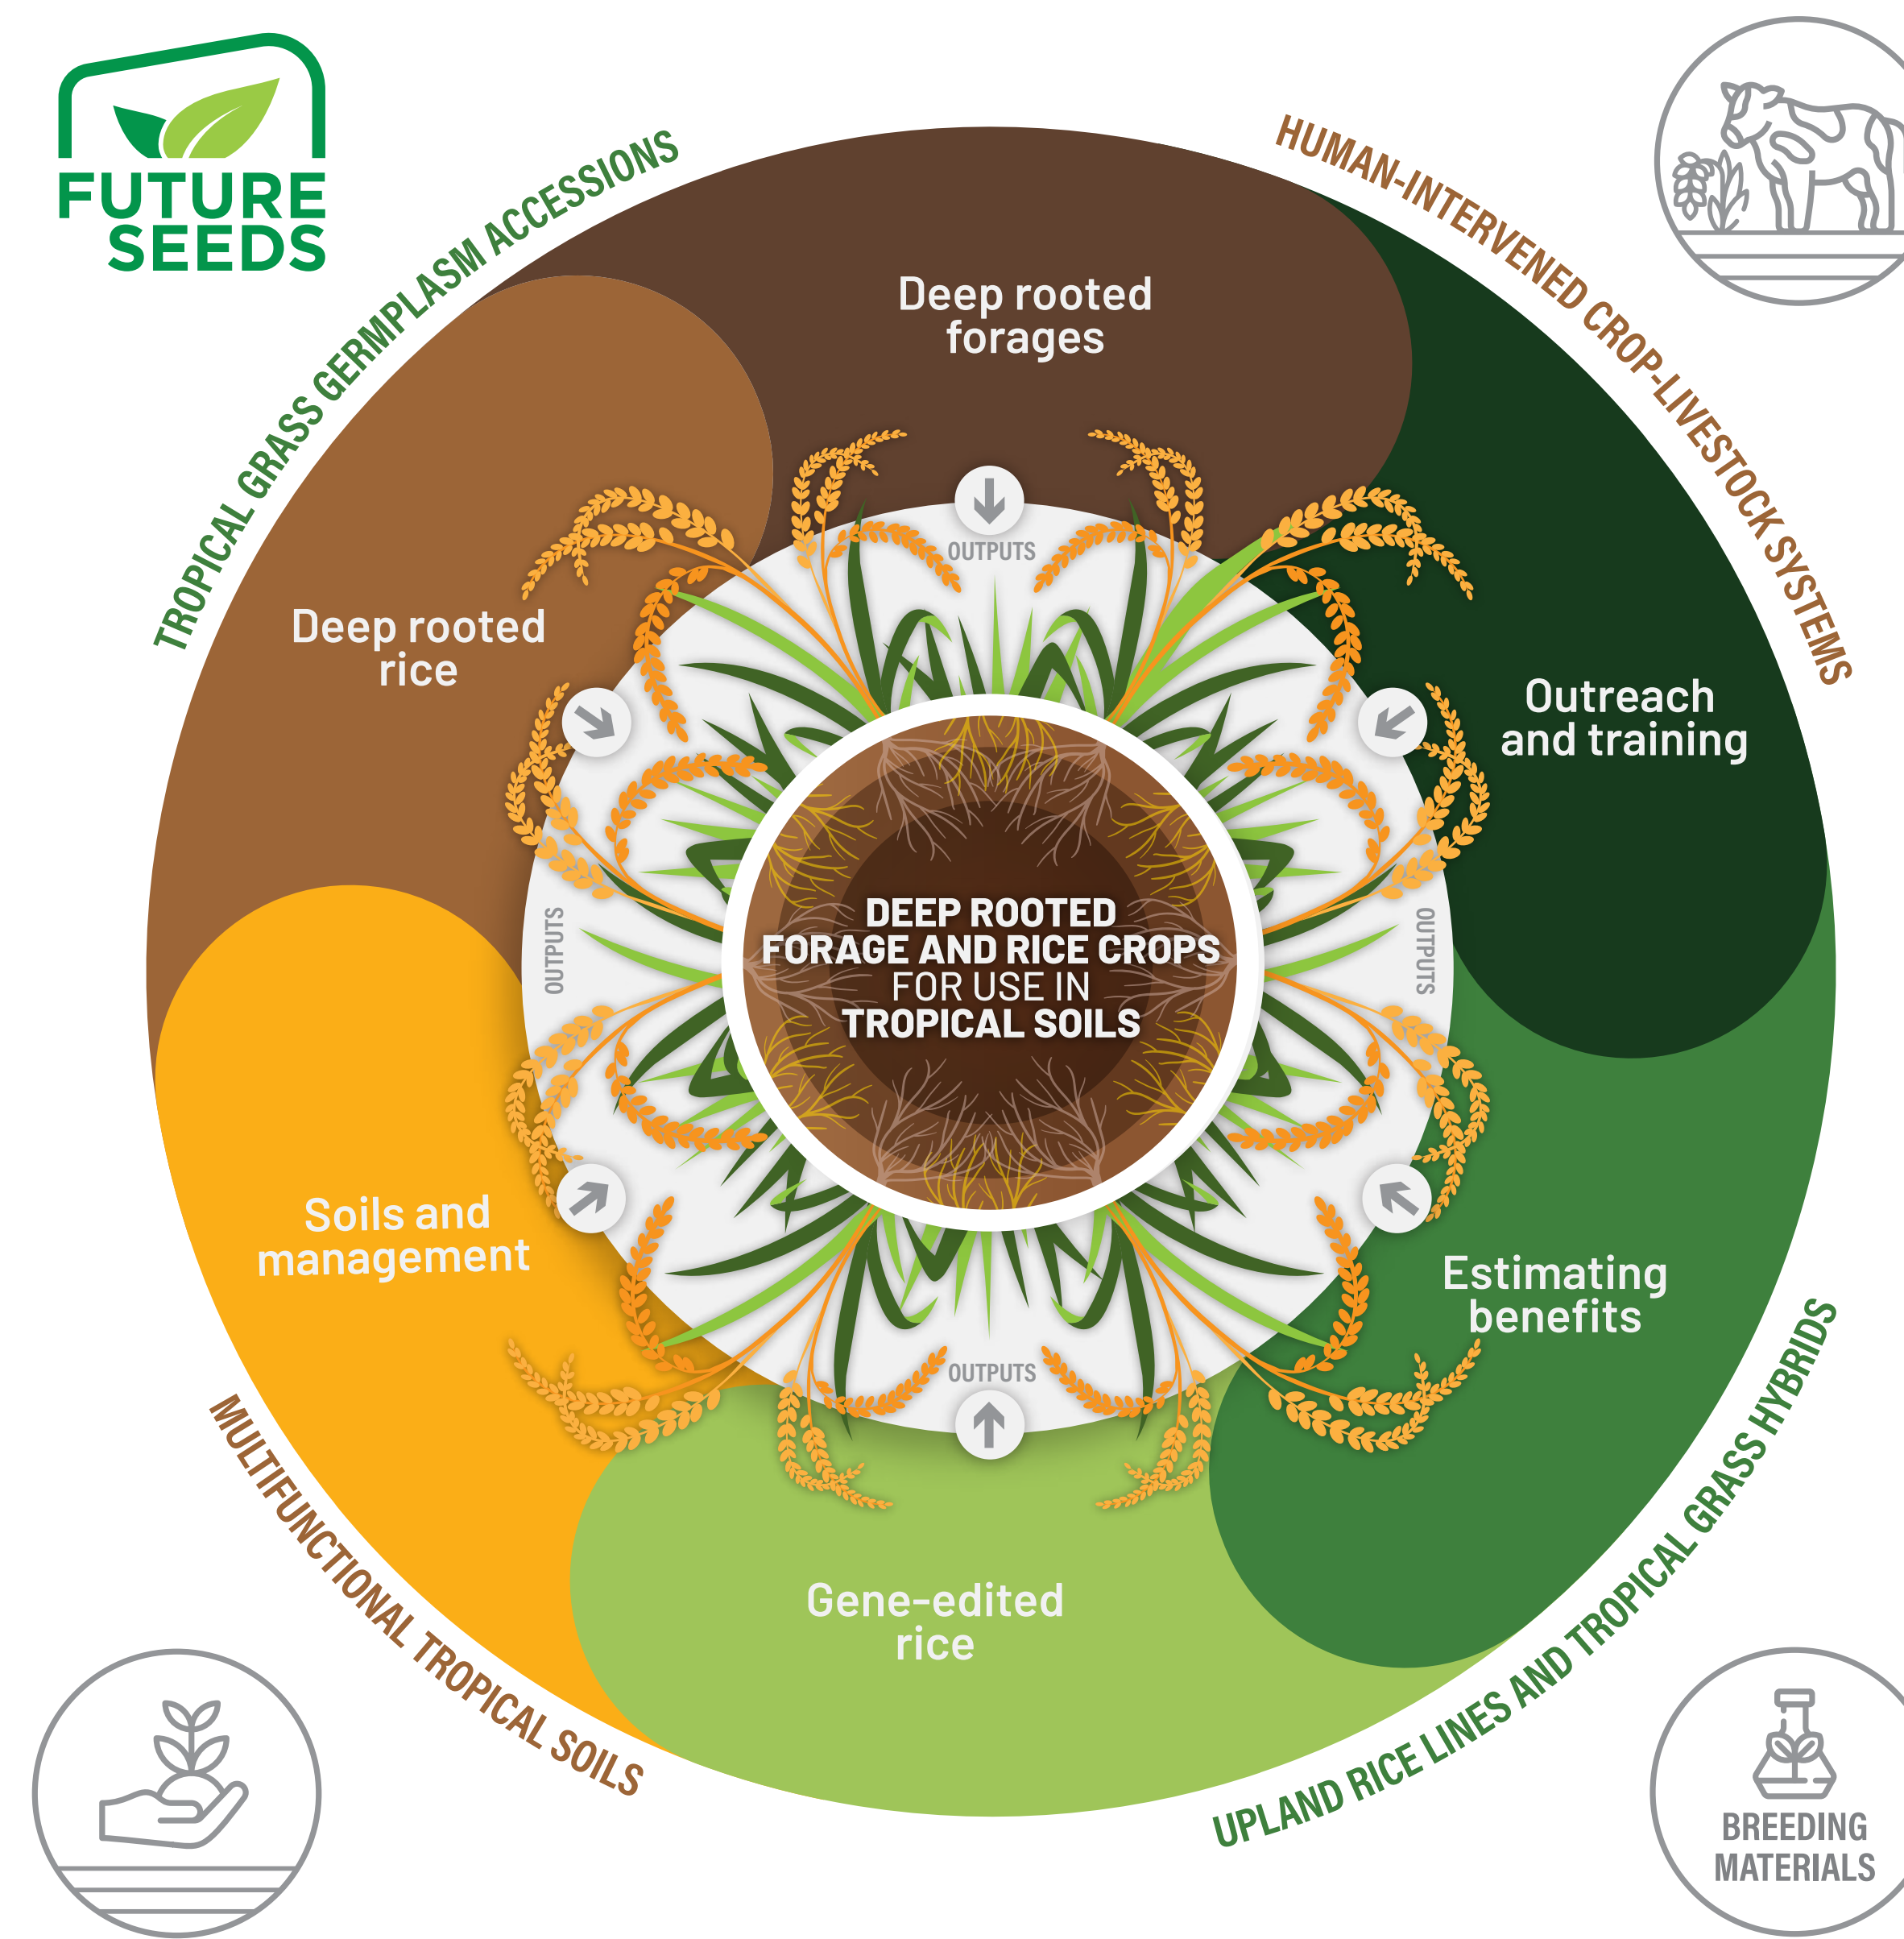 FUTURE
SEEDS
TROPICAL GRASS GERMPLASM ACCESSIONS
HUMAN-INTERVENED CROP-LIVESTOCK SYSTEMS
Deep rooted
forages
Deep rooted
rice
Outreach
and training
OUTPUTS
OUTPUTS
OUTPUTS
DEEP ROOTED
FORAGE AND RICE CROPS
FOR USE IN
TROPICAL SOILS
Soils and
management
Estimating
benefits
OUTPUTS
Gene-edited
rice
MULTIFUNCTIONAL TROPICAL SOILS
UPLAND RICE LINES AND TROPICAL GRASS HYBRIDS
BREEDING
MATERIALS